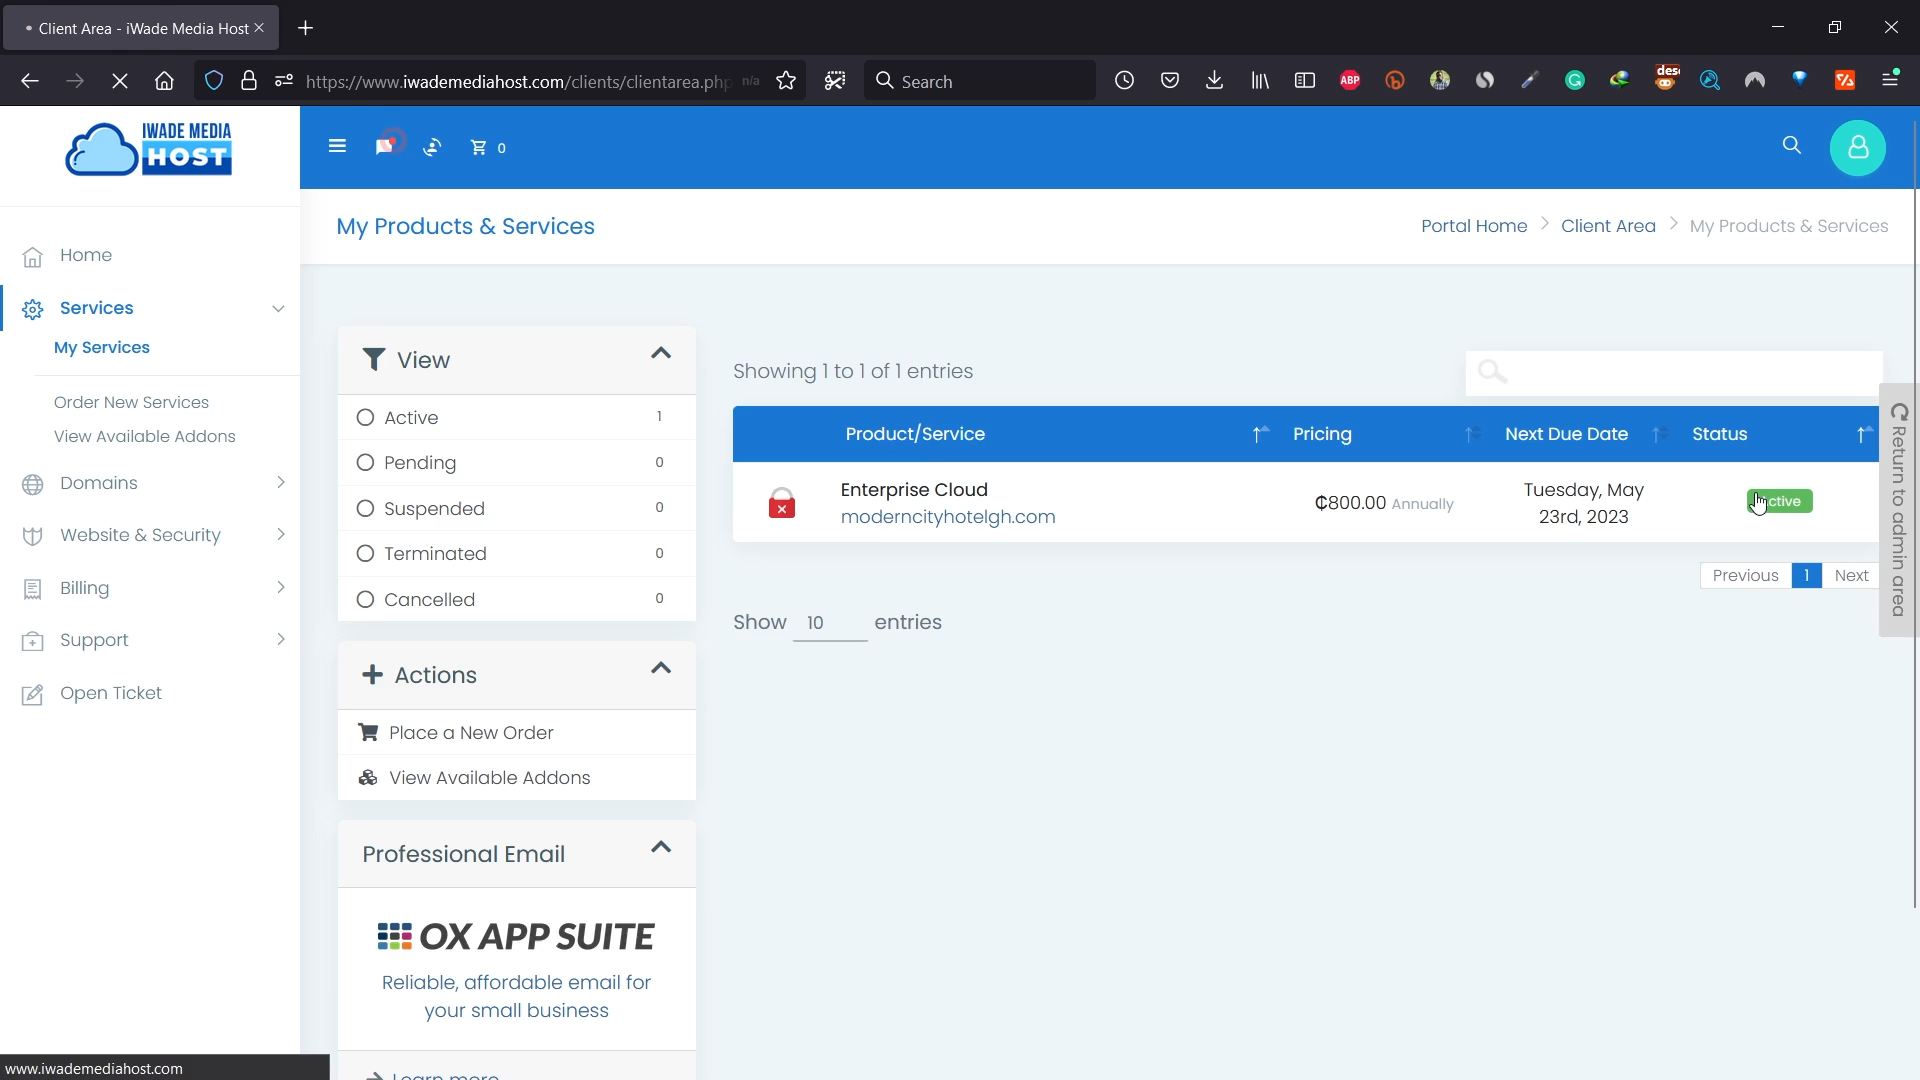 Client Area - iWade Media Host
https://www.iwademediahost.com/clients/clientarea.php
n/a
Search
ABP
IWADE MEDIA
HOST
0
My Products & Services
Portal Home
Client Area
My Products & Services
Home
Services
My Services
Order New Services
View Available Addons
Domains
Website & Security
Billing
Support
Open Ticket
View
Active 1
Pending 0
Suspended 0
Terminated 0
Cancelled 0
Actions
Place a New Order
View Available Addons
Professional Email
OX APP SUITE
Reliable, affordable email for
your small business
Learn more
Showing 1 to 1 of 1 entries
Product/Service Pricing Next Due Date Status
Enterprise Cloud
moderncityhotelgh.com
₵800.00 Annually
Tuesday, May
23rd, 2023
ctive
Previous 1 Next
Show 10 entries
Return to admin area
www.iwademediahost.com